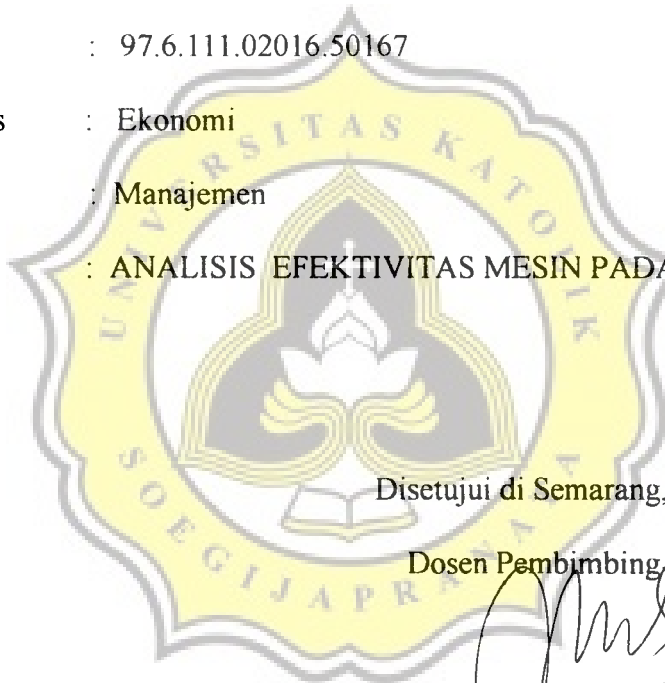 : 97.6.111.02016.50167
s : Ekonomi
: Manajemen
: ANALISIS EFEKTIVITAS MESIN PADA
UNIVERSITAS KATOLIK
SOEGIJAPRANATA
Disetujui di Semarang,
Dosen Pembimbing